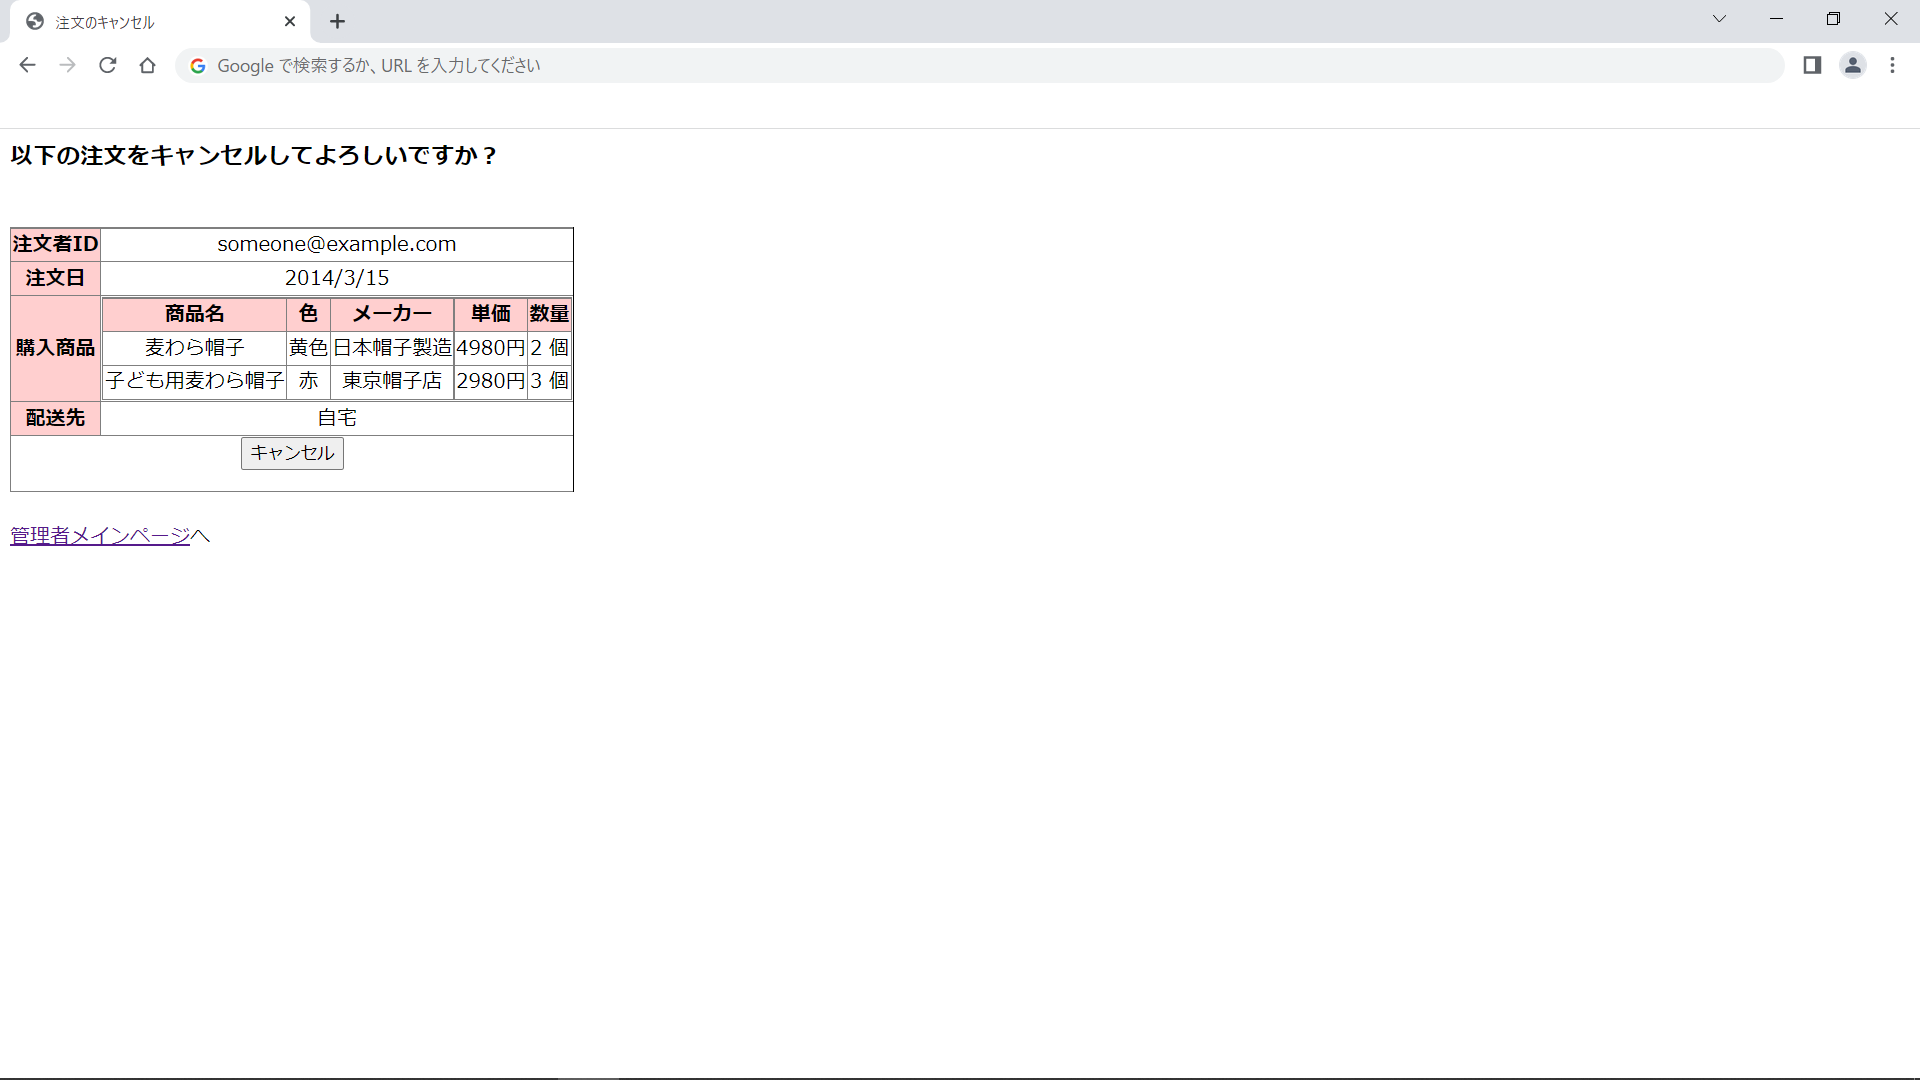 注文のキャンセル
Google で検索するか、URL を入力してください
以下の注文をキャンセルしてよろしいですか？
注文者ID someone@example.com
注文日 2014/3/15
購入商品
商品名 色 メーカー 単価 数量
麦わら帽子 黄色 日本帽子製造 4980円 2 個
子ども用麦わら帽子 赤 東京帽子店 2980円 3 個
配送先 自宅
キャンセル
管理者メインページへ